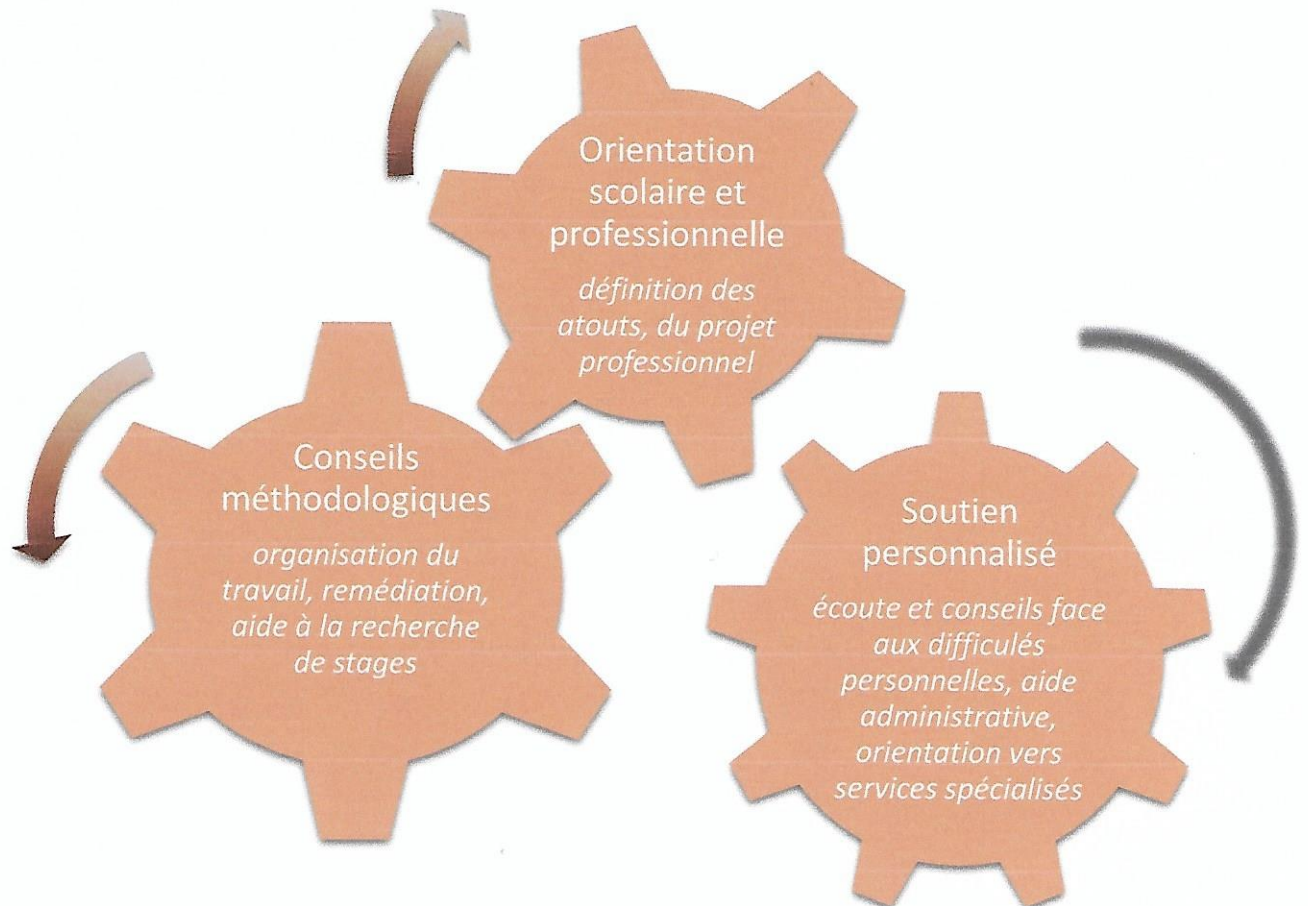 Orientation
scolaire et
professionnelle
définition des
atouts, du projet
professionnel
Conseils
méthodologiques
organisation du
travail, remédiation,
aide à la recherche
de stages
Soutien
personnalisé
écoute et conseils face
aux difficulés
personnelles, aide
administrative,
orientation vers
services spécialisés